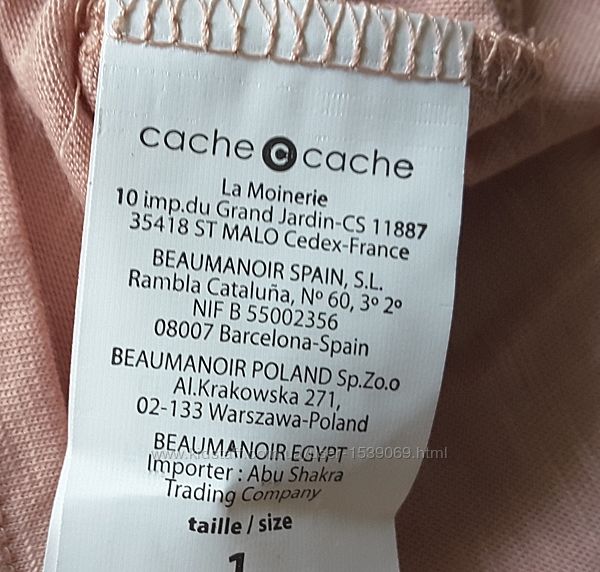 cache c cache
La Moinerie
10 imp.du Grand Jardin-CS 11887
35418 ST MALO Cedex-France
BEAUMANOIR SPAIN, S.L.
Rambla Cataluña, Nº 60, 3º 2º
NIF B 55002356
08007 Barcelona-Spain
BEAUMANOIR POLAND Sp.Zo.o
Al.Krakowska 271,
02-133 Warszawa-Poland
BEAUMANOIR EGYPT
Importer : Abu Shakra
Trading Company
taille / size
1